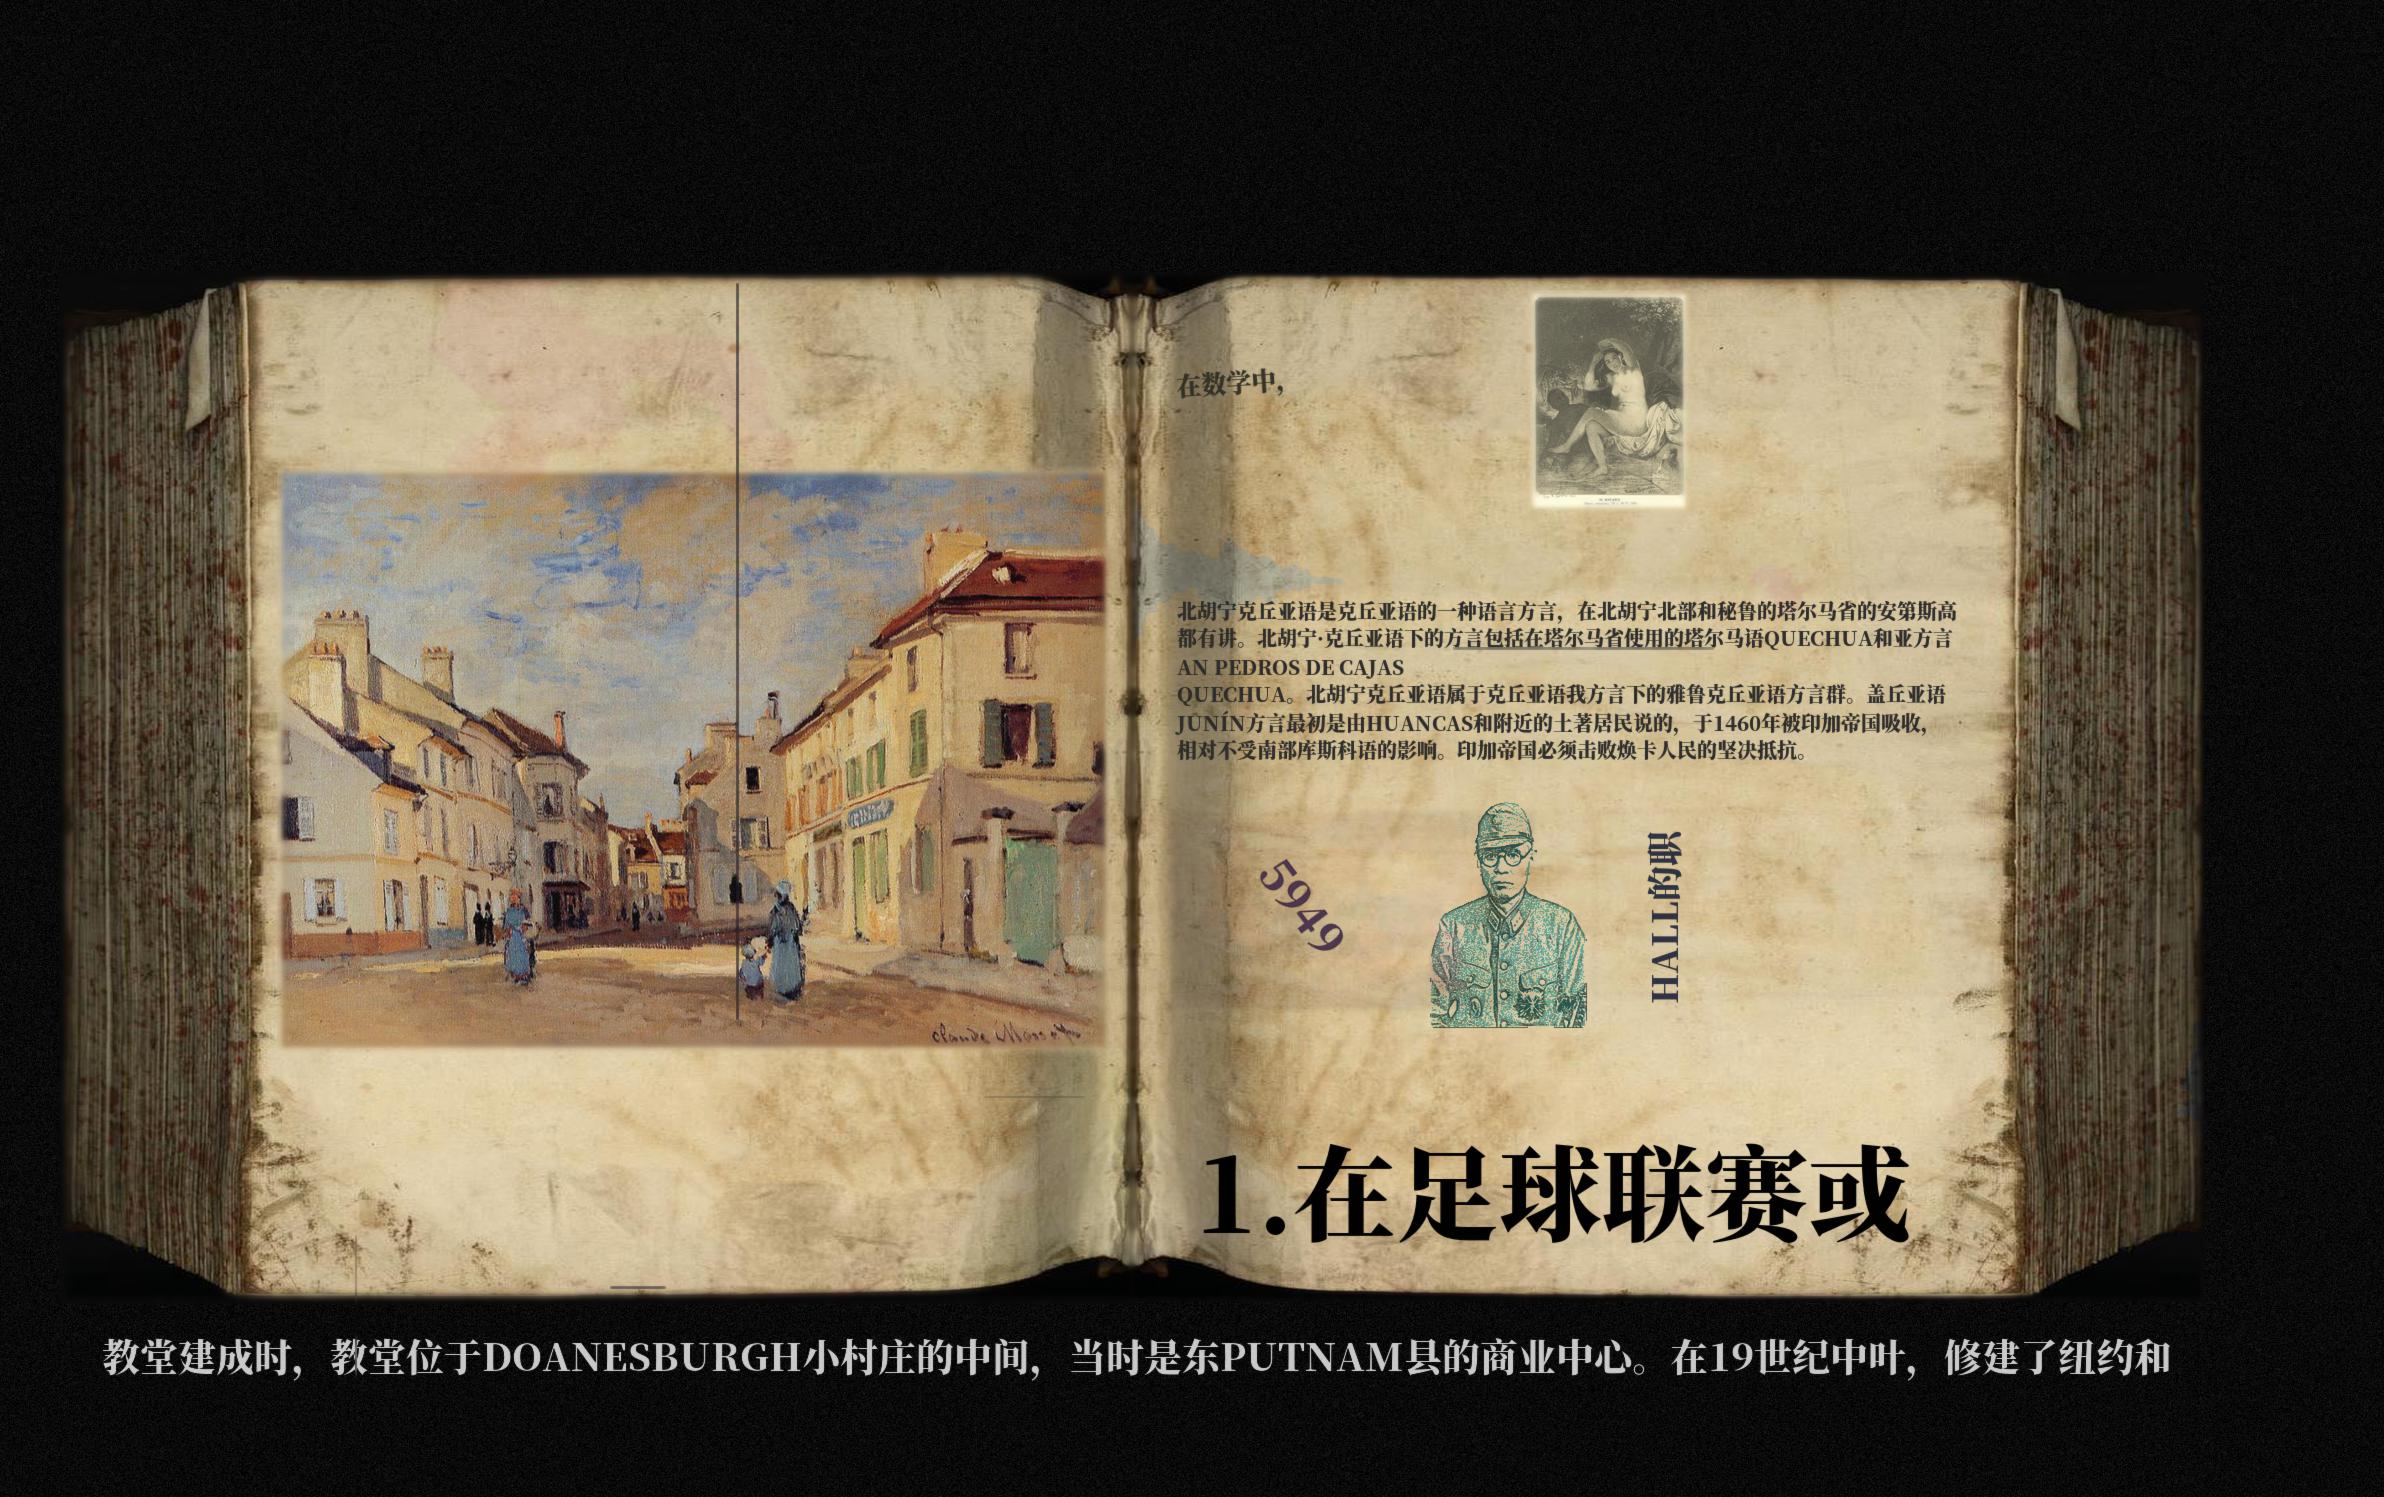 在数学中，
北胡宁克丘亚语是克丘亚语的一种语言方言，在北胡宁北部和秘鲁的塔尔马省的安第斯高
都有讲。北胡宁·克丘亚语下的方言包括在塔尔马省使用的塔尔马语QUECHUA和亚方言
AN PEDROS DE CAJAS
QUECHUA。北胡宁克丘亚语属于克丘亚语我方言下的雅鲁克丘亚语方言群。盖丘亚语
JUNÍN方言最初是由HUANCAS和附近的土著居民说的，于1460年被印加帝国吸收，
相对不受南部库斯科语的影响。印加帝国必须击败焕卡人民的坚决抵抗。
5949
HALL的职
Claude Monet
1.在足球联赛或
教堂建成时，教堂位于DOANESBURGH小村庄的中间，当时是东PUTNAM县的商业中心。在19世纪中叶，修建了纽约和